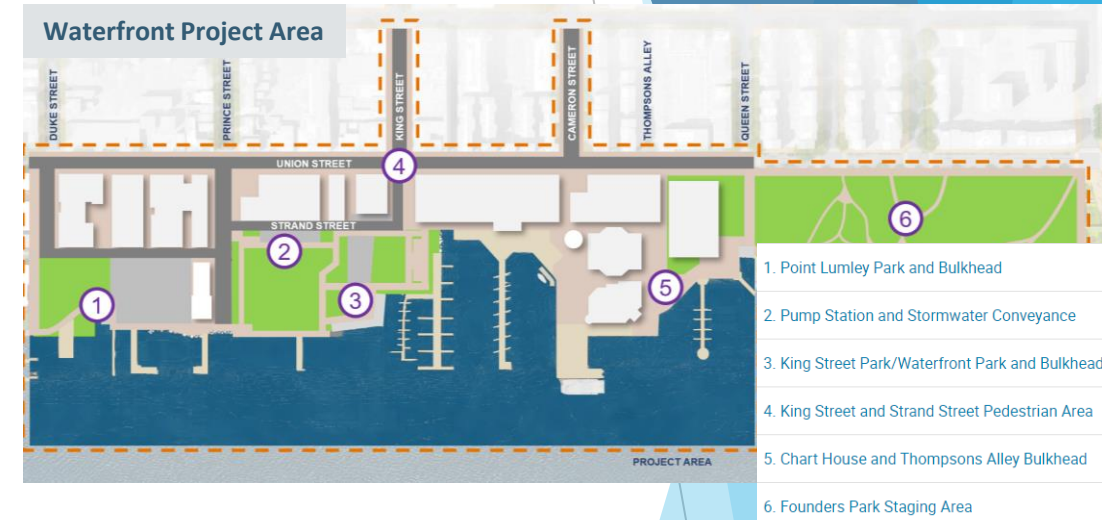 Waterfront Project Area
DUKE STREET
PRINCE STREET
KING STREET
CAMERON STREET
THOMPSONS ALLEY
QUEEN STREET
UNION STREET
4
STRAND STREET
6
2
1
3
5
PROJECT AREA
1. Point Lumley Park and Bulkhead
2. Pump Station and Stormwater Conveyance
3. King Street Park/Waterfront Park and Bulkhead
4. King Street and Strand Street Pedestrian Area
5. Chart House and Thompsons Alley Bulkhead
6. Founders Park Staging Area